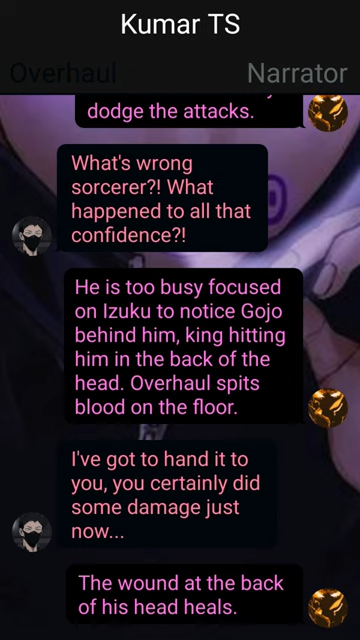 Kumar TS
Overhaul
Narrator
dodge the attacks.
What's wrong
sorcerer?! What
happened to all that
confidence?!
He is too busy focused
on Izuku to notice Gojo
behind him, king hitting
him in the back of the
head. Overhaul spits
blood on the floor.
I've got to hand it to
you, you certainly did
some damage just
now...
The wound at the back
of his head heals.